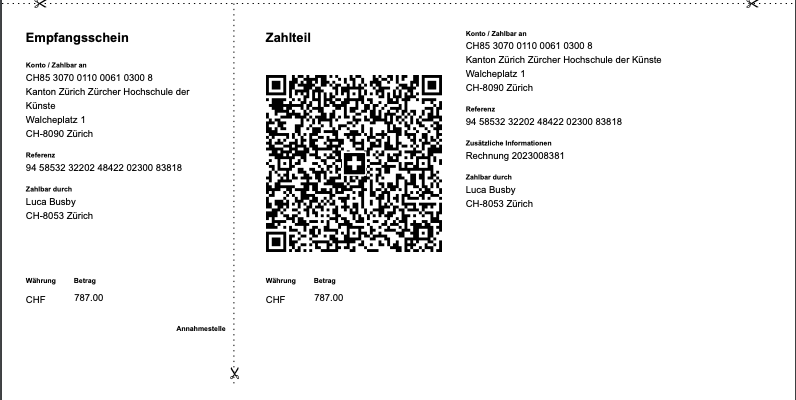 Empfangsschein
Konto / Zahlbar an
CH85 3070 0110 0061 0300 8
Kanton Zürich Zürcher Hochschule der
Künste
Walcheplatz 1
CH-8090 Zürich
Referenz
94 58532 32202 48422 02300 83818
Zahlbar durch
Luca Busby
CH-8053 Zürich
Währung Betrag
CHF 787.00
Annahmestelle
Zahlteil
Währung Betrag
CHF 787.00
Konto / Zahlbar an
CH85 3070 0110 0061 0300 8
Kanton Zürich Zürcher Hochschule der Künste
Walcheplatz 1
CH-8090 Zürich
Referenz
94 58532 32202 48422 02300 83818
Zusätzliche Informationen
Rechnung 2023008381
Zahlbar durch
Luca Busby
CH-8053 Zürich